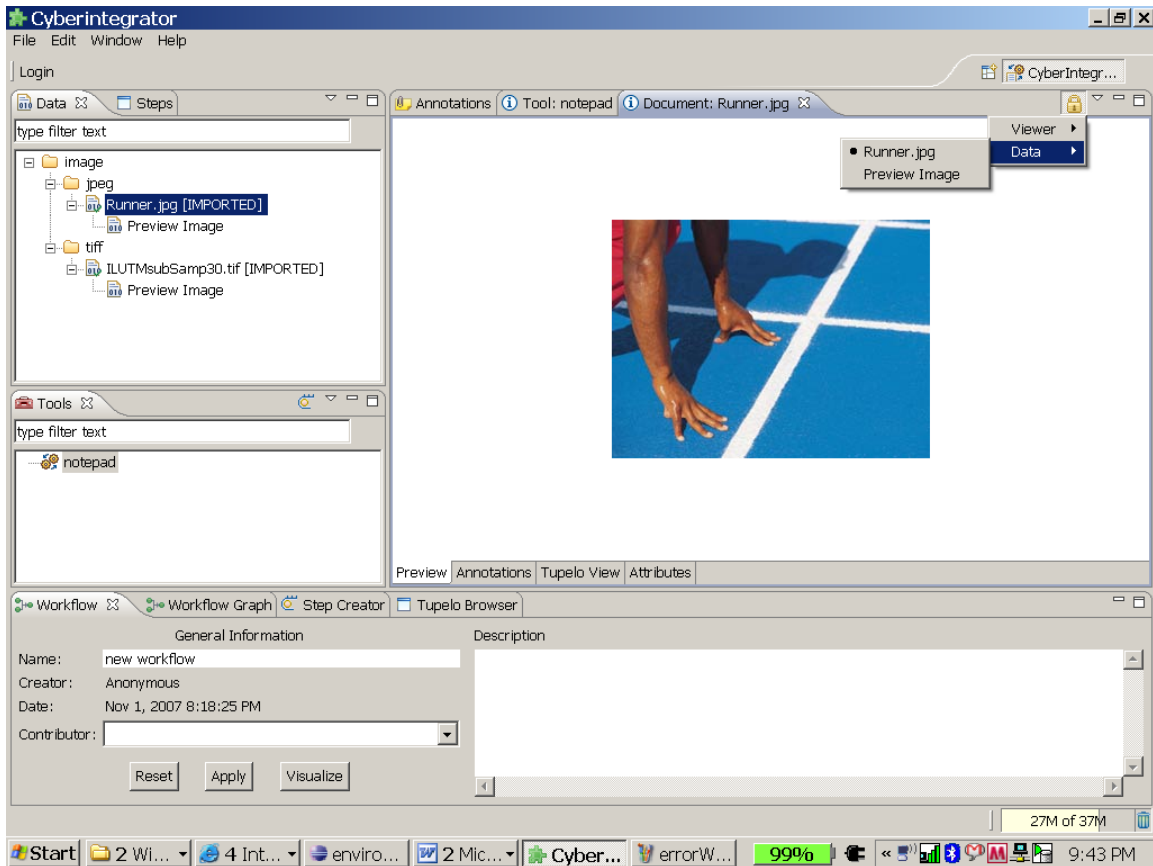 Cyberintegrator
File Edit Window Help
Login
CyberIntegr...
Data
Steps
type filter text
image
jpeg
Runner.jpg [IMPORTED]
Preview Image
tiff
ILUTMsubSamp30.tif [IMPORTED]
Preview Image
Annotations
Tool: notepad
Document: Runner.jpg
Viewer
Data
Runner.jpg
Preview Image
Tools
type filter text
notepad
Preview Annotations Tupelo View Attributes
Workflow
Workflow Graph
Step Creator
Tupelo Browser
General Information
Name: new workflow
Creator: Anonymous
Date: Nov 1, 2007 8:18:25 PM
Contributor:
Reset Apply Visualize
Description
27M of 37M
Start 2 Wi... 4 Int... enviro... 2 Mic... Cyber... errorW... 99% « 9:43 PM